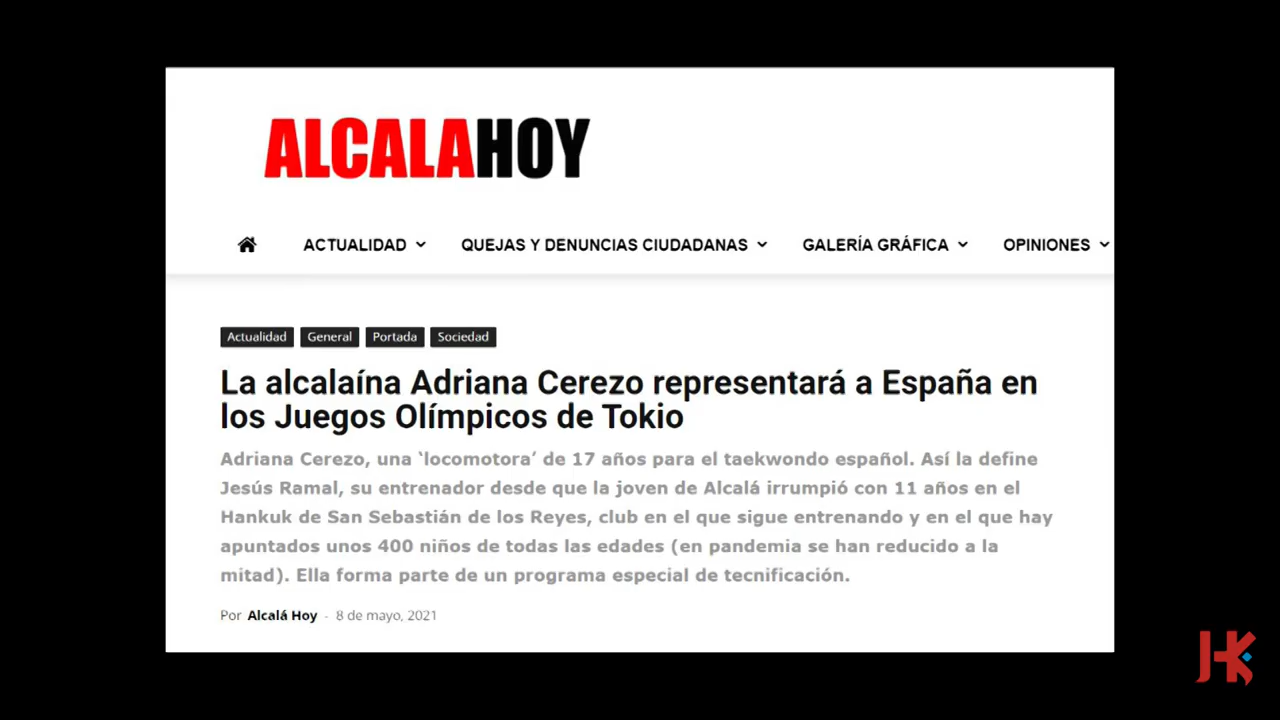 ALCALAHOY
ACTUALIDAD QUEJAS Y DENUNCIAS CIUDADANAS GALERÍA GRÁFICA OPINIONES
Actualidad General Portada Sociedad
La alcalaína Adriana Cerezo representará a España en
los Juegos Olímpicos de Tokio
Adriana Cerezo, una ‘locomotora’ de 17 años para el taekwondo español. Así la define
Jesús Ramal, su entrenador desde que la joven de Alcalá irrumpió con 11 años en el
Hankuk de San Sebastián de los Reyes, club en el que sigue entrenando y en el que hay
apuntados unos 400 niños de todas las edades (en pandemia se han reducido a la
mitad). Ella forma parte de un programa especial de tecnificación.
Por Alcalá Hoy - 8 de mayo, 2021
HK